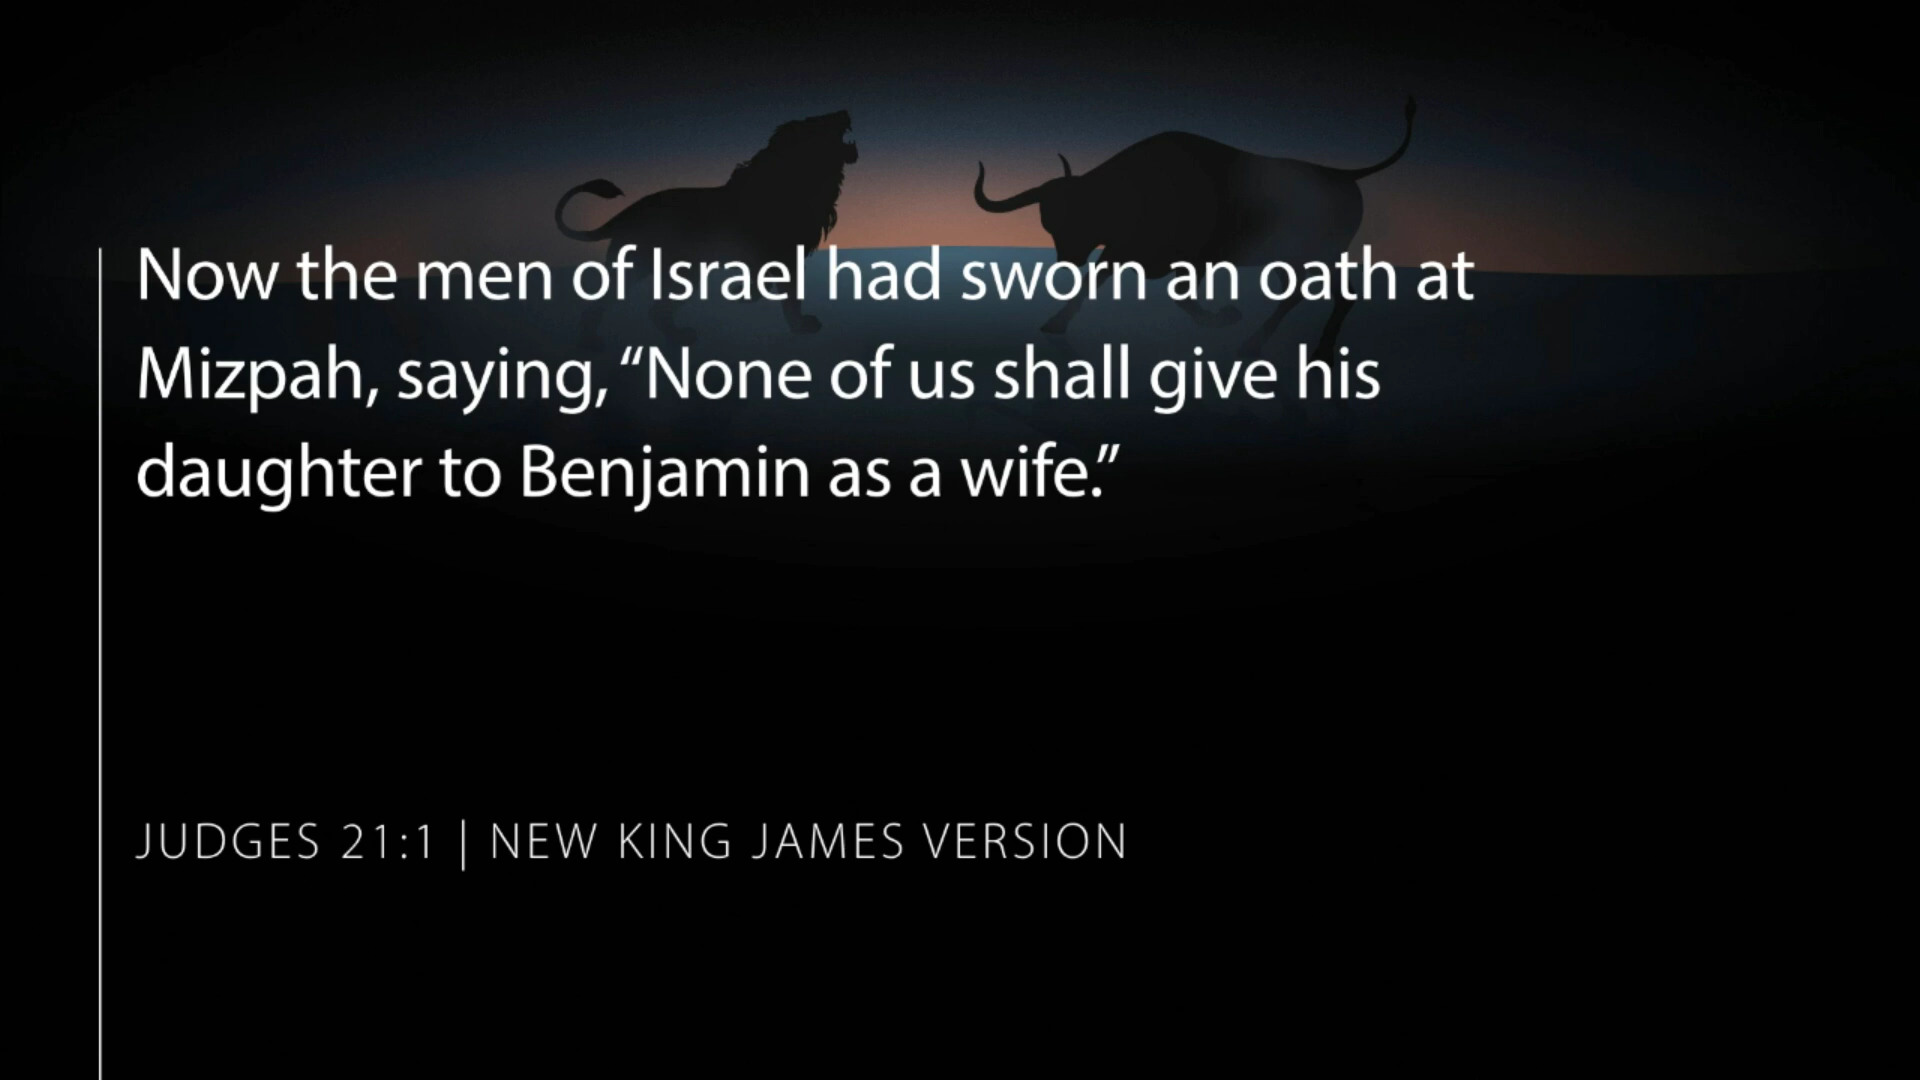 Now the men of Israel had sworn an oath at
Mizpah, saying, “None of us shall give his
daughter to Benjamin as a wife.”
JUDGES 21:1 | NEW KING JAMES VERSION